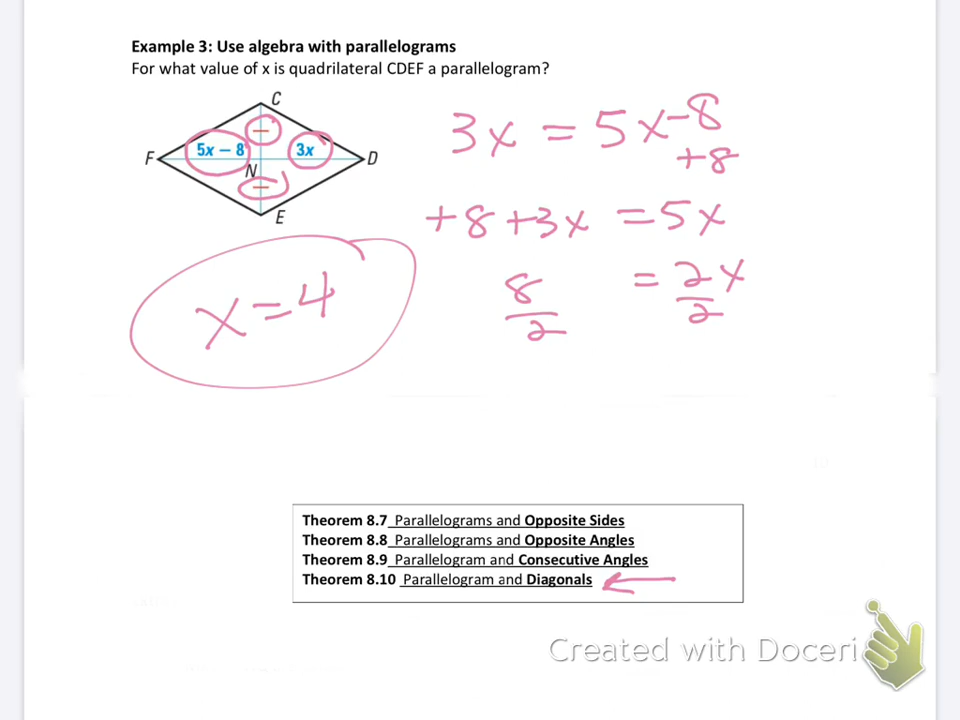 Example 3: Use algebra with parallelograms
For what value of x is quadrilateral CDEF a parallelogram?
C
5x – 8
3x
F
D
N
E
3x = 5x-8
+8
+8 +3x = 5x
8/2 = 2x/2
x=4
Theorem 8.7 Parallelograms and Opposite Sides
Theorem 8.8 Parallelograms and Opposite Angles
Theorem 8.9 Parallelogram and Consecutive Angles
Theorem 8.10 Parallelogram and Diagonals
Created with Doceri